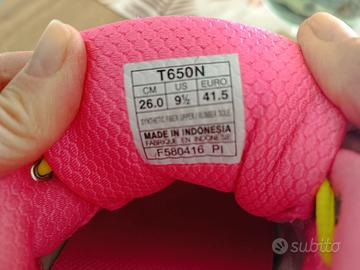 T650N
CM US EURO
26.0 9½ 41.5
SYNTHETIC FIBER UPPER / RUBBER SOLE
MADE IN INDONESIA
FABRIQUE EN INDONESIE
F580416 PI
subito